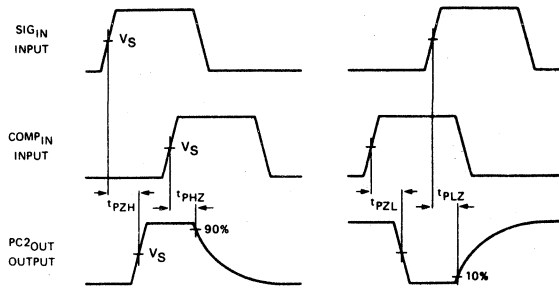 SIGIN
INPUT
VS
COMPIN
INPUT
VS
tPZH
tPHZ
tPZL
tPLZ
PC2OUT
OUTPUT
VS
90%
10%